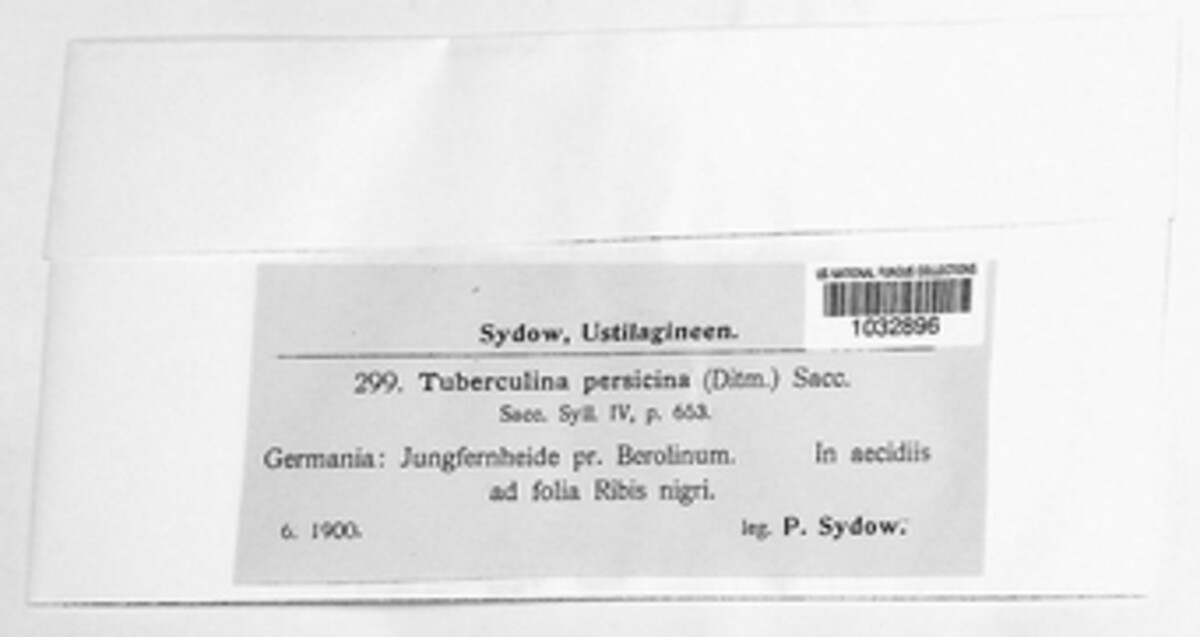 US NATIONAL FUNGUS COLLECTIONS
1032896
Sydow, Ustilagineen.
299. Tuberculina persicina (Ditm.) Sacc.
Sacc. Syll. IV, p. 653.
Germania: Jungfernheide pr. Berolinum. In aecidiis
ad folia Ribis nigri.
6. 1900. leg. P. Sydow.